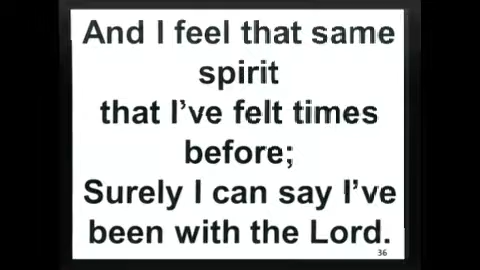 And I feel that same
spirit
that I’ve felt times
before;
Surely I can say I’ve
been with the Lord.
36